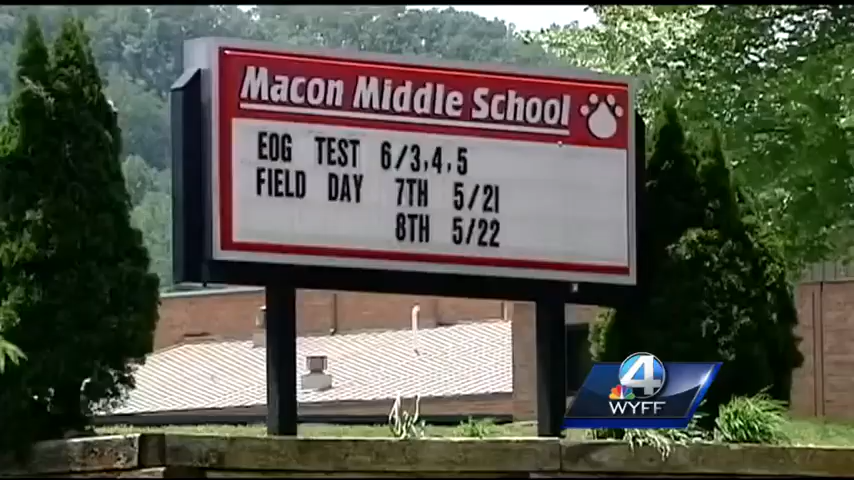 Macon Middle School
EOG TEST 6/3,4,5
FIELD DAY 7TH 5/21
8TH 5/22
4
WYFF